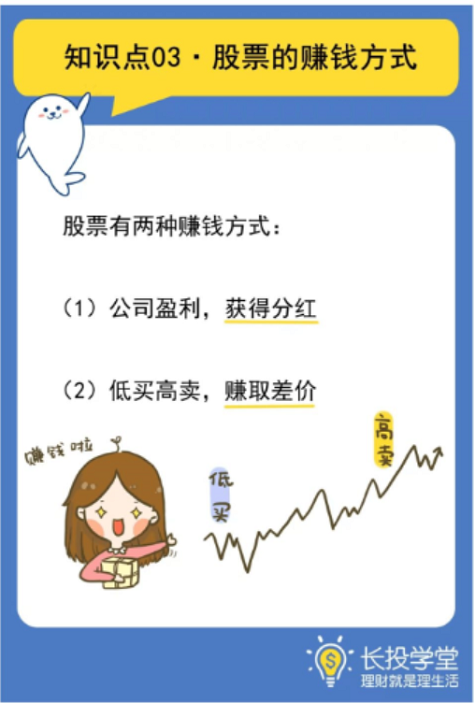 知识点03·股票的赚钱方式
股票有两种赚钱方式：
（1）公司盈利，获得分红
（2）低买高卖，赚取差价
赚钱啦
低买
高卖
$
长投学堂
理财就是理生活